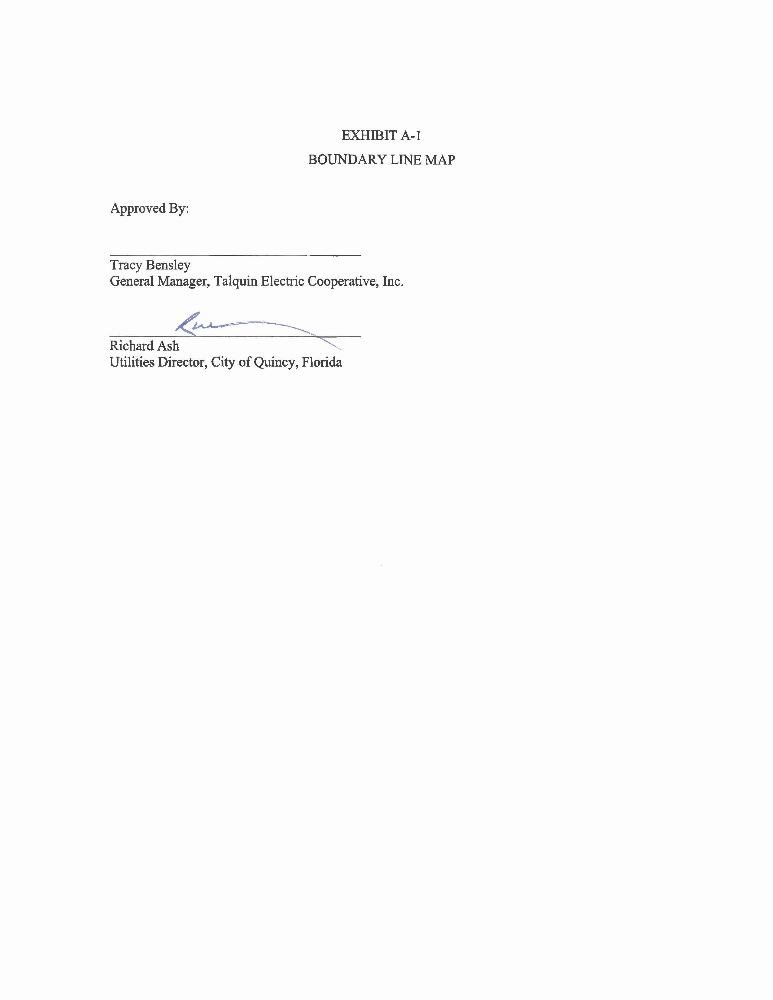 EXHIBIT A-1
BOUNDARY LINE MAP
Approved By:
Tracy Bensley
General Manager, Talquin Electric Cooperative, Inc.
Richard Ash
Utilities Director, City of Quincy, Florida